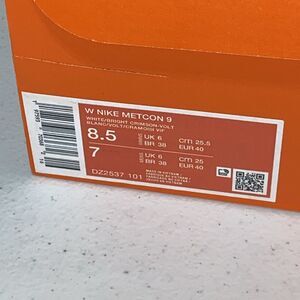 W NIKE METCON 9
WHITE/BRIGHT CRIMSON-VOLT
BLANC/VOLT/CRAMOISI VIF
8.5 UK 6 cm 25.5
BR 38 EUR 40
7 UK 6 cm 25
BR 38 EUR 40
DZ2537 101
MADE IN VIETNAM